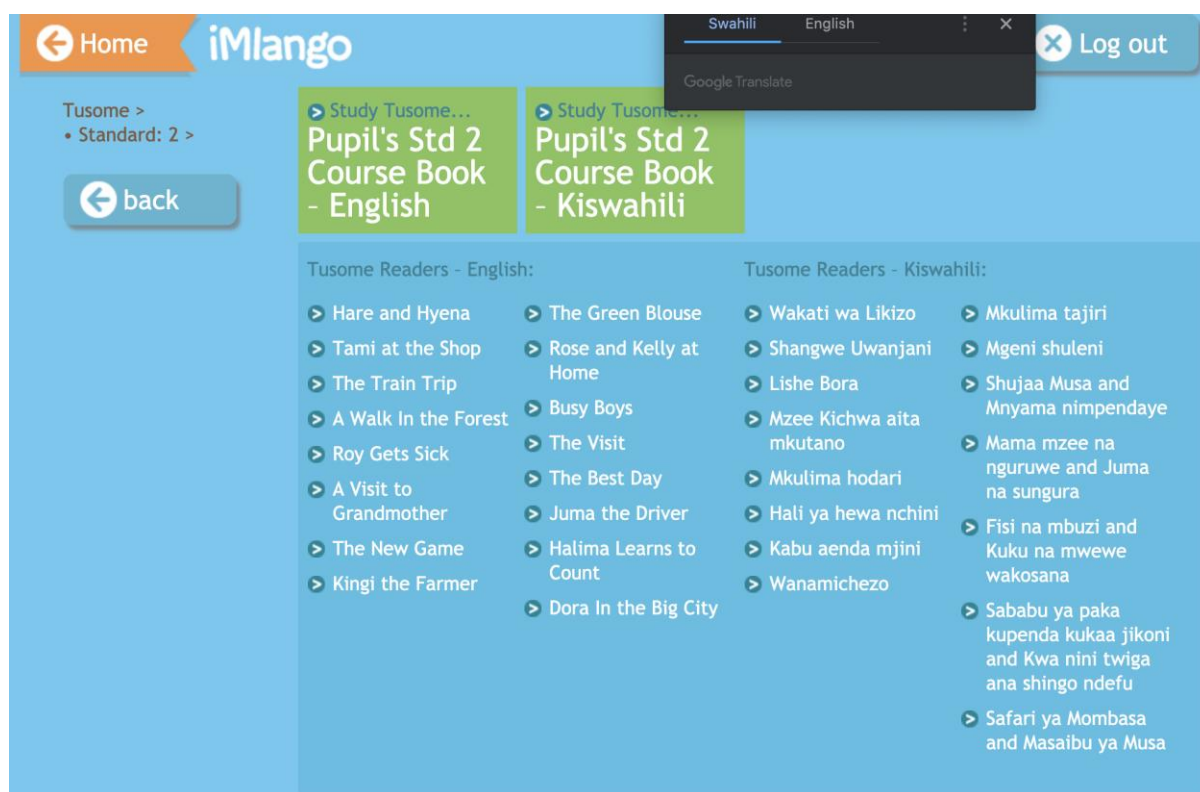 Home
iMlango
Swahili
English
Google Translate
Log out
Tusome >
• Standard: 2 >
back
Study Tusome...
Pupil's Std 2
Course Book
– English
Study Tusome...
Pupil's Std 2
Course Book
– Kiswahili
Tusome Readers – English:
Hare and Hyena
Tami at the Shop
The Train Trip
A Walk In the Forest
Roy Gets Sick
A Visit to
Grandmother
The New Game
Kingi the Farmer
The Green Blouse
Rose and Kelly at
Home
Busy Boys
The Visit
The Best Day
Juma the Driver
Halima Learns to
Count
Dora In the Big City
Tusome Readers – Kiswahili:
Wakati wa Likizo
Shangwe Uwanjani
Lishe Bora
Mzee Kichwa aita
mkutano
Mkulima hodari
Hali ya hewa nchini
Kabu aenda mjini
Wanamichezo
Mkulima tajiri
Mgeni shuleni
Shujaa Musa and
Mnyama nimpendaye
Mama mzee na
nguruwe and Juma
na sungura
Fisi na mbuzi and
Kuku na mwewe
wakosana
Sababu ya paka
kupenda kukaa jikoni
and Kwa nini twiga
ana shingo ndefu
Safari ya Mombasa
and Masaibu ya Musa